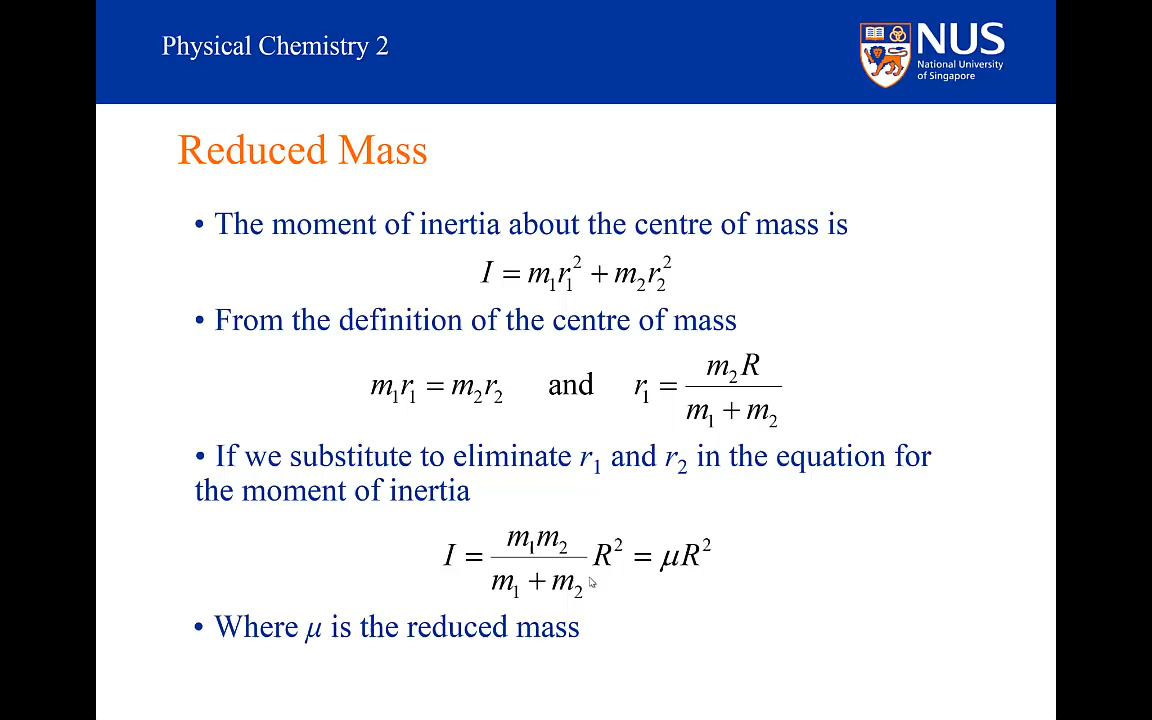 Physical Chemistry 2
NUS
National University
of Singapore
Reduced Mass
• The moment of inertia about the centre of mass is
I = m₁r₁² + m₂r₂²
• From the definition of the centre of mass
m₁r₁ = m₂r₂ and r₁ = m₂R / m₁ + m₂
• If we substitute to eliminate r₁ and r₂ in the equation for
the moment of inertia
I = m₁m₂ / m₁ + m₂ R² = μR²
• Where μ is the reduced mass